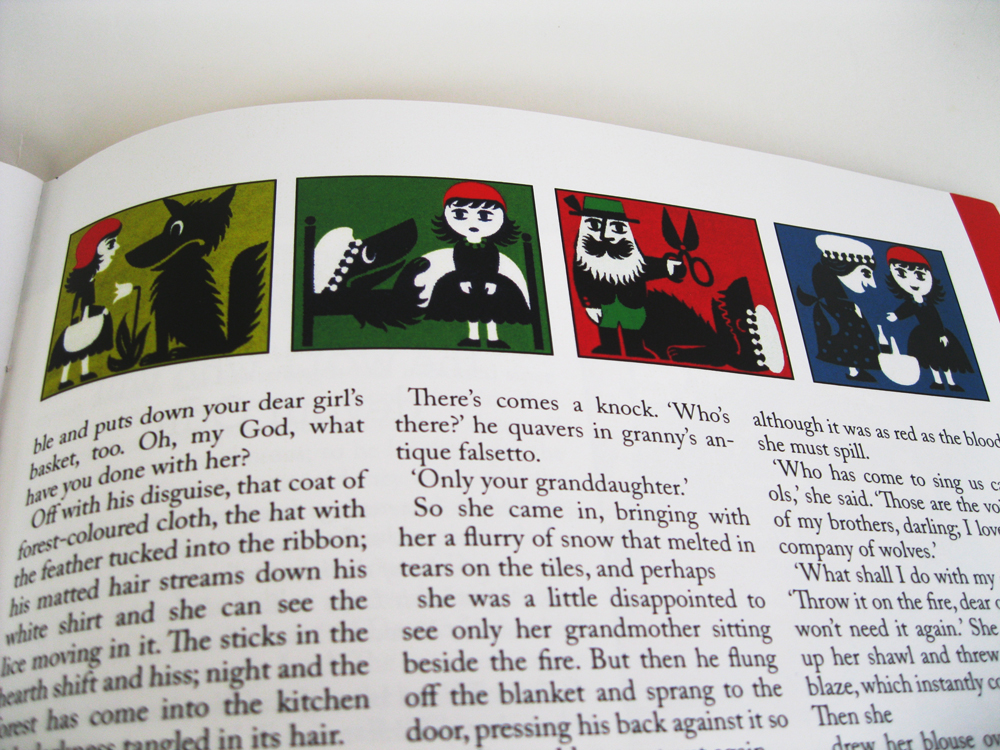 ble and puts down your dear girl's
basket, too. Oh, my God, what
have you done with her?
Off with his disguise, that coat of
forest-coloured cloth, the hat with
the feather tucked into the ribbon;
his matted hair streams down his
white shirt and she can see the
lice moving in it. The sticks in the
hearth shift and hiss; night and the
forest has come into the kitchen
tangled in its hair.
There's comes a knock. 'Who's
there?' he quavers in granny's an-
tique falsetto.
'Only your granddaughter.'
So she came in, bringing with
her a flurry of snow that melted in
tears on the tiles, and perhaps
she was a little disappointed to
see only her grandmother sitting
beside the fire. But then he flung
off the blanket and sprang to the
door, pressing his back against it so
although it was as red as the blood
she must spill.
'Who has come to sing us
ols,' she said. 'Those are the
of my brothers, darling; I love
company of wolves.'
'What shall I do with my
'Throw it on the fire, dear
won't need it again.' She
up her shawl and threw
blaze, which instantly
Then she
drew her blouse